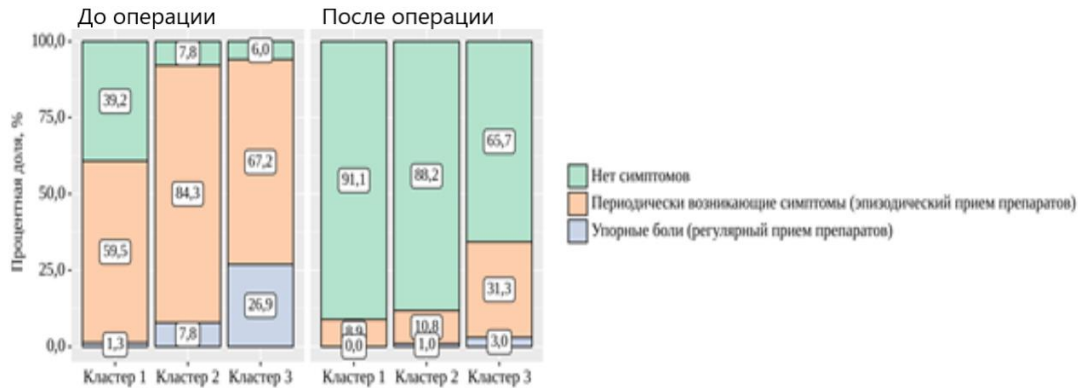 До операции
После операции
Процентная доля, %
100,0
75,0
50,0
25,0
0,0
39,2
59,5
1,3
7,8
84,3
7,8
6,0
67,2
26,9
91,1
8,9
0,0
88,2
10,8
1,0
65,7
31,3
3,0
Кластер 1 Кластер 2 Кластер 3
Кластер 1 Кластер 2 Кластер 3
Нет симптомов
Периодически возникающие симптомы (эпизодический прием препаратов)
Упорные боли (регулярный прием препаратов)